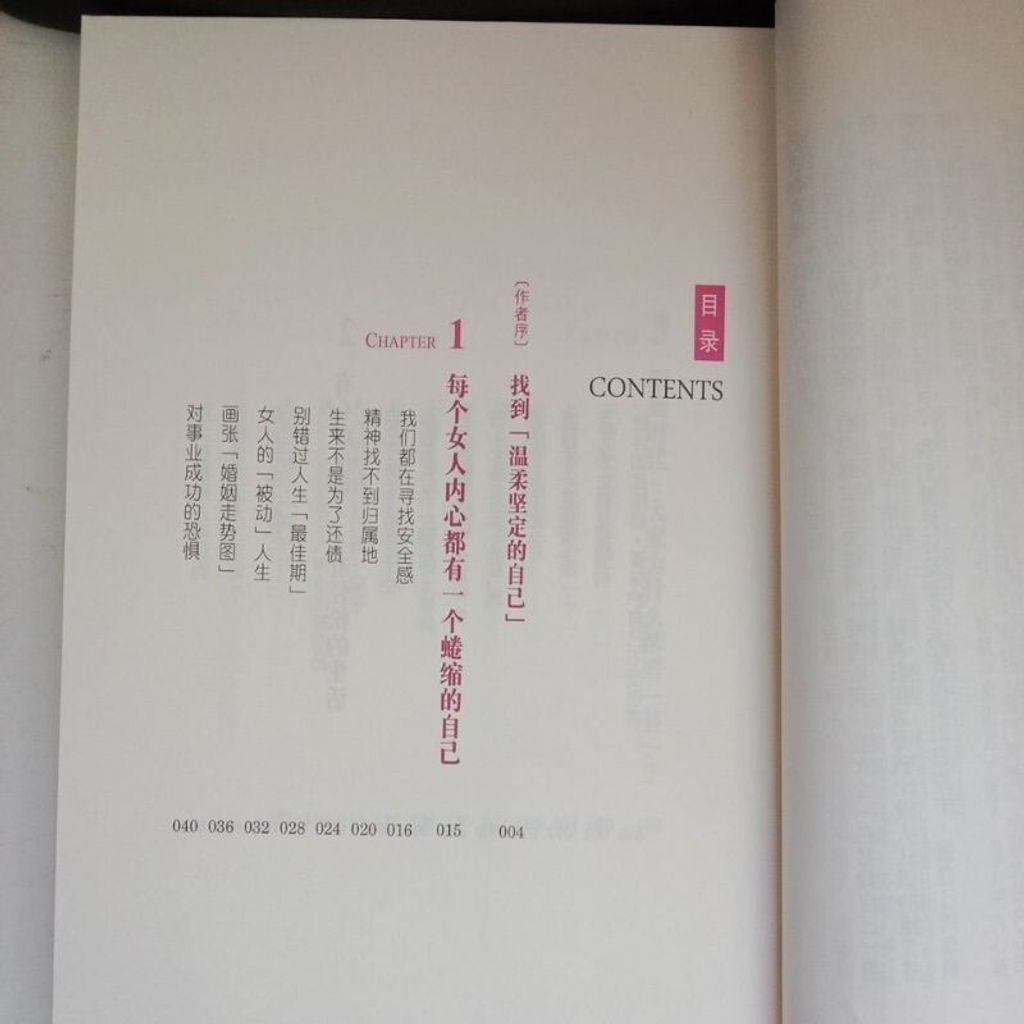 目录
CONTENTS
〔作者序〕 找到「温柔坚定的自己」 004
CHAPTER 1 每个女人内心都有一个蜷缩的自己 015
我们都在寻找安全感 016
精神找不到归属地 020
生来不是为了还债 024
别错过人生「最佳期」 028
女人的「被动」人生 032
画张「婚姻走势图」 036
对事业成功的恐惧 040